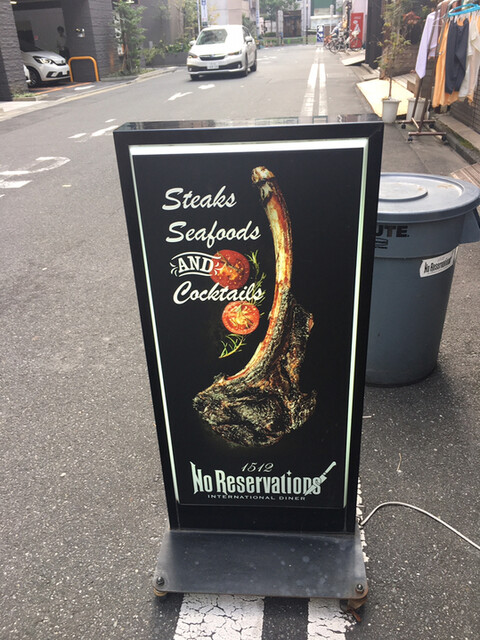 Steaks
Seafoods
AND
Cocktails
1512
No Reservations
INTERNATIONAL DINER
UTE
No Reservations